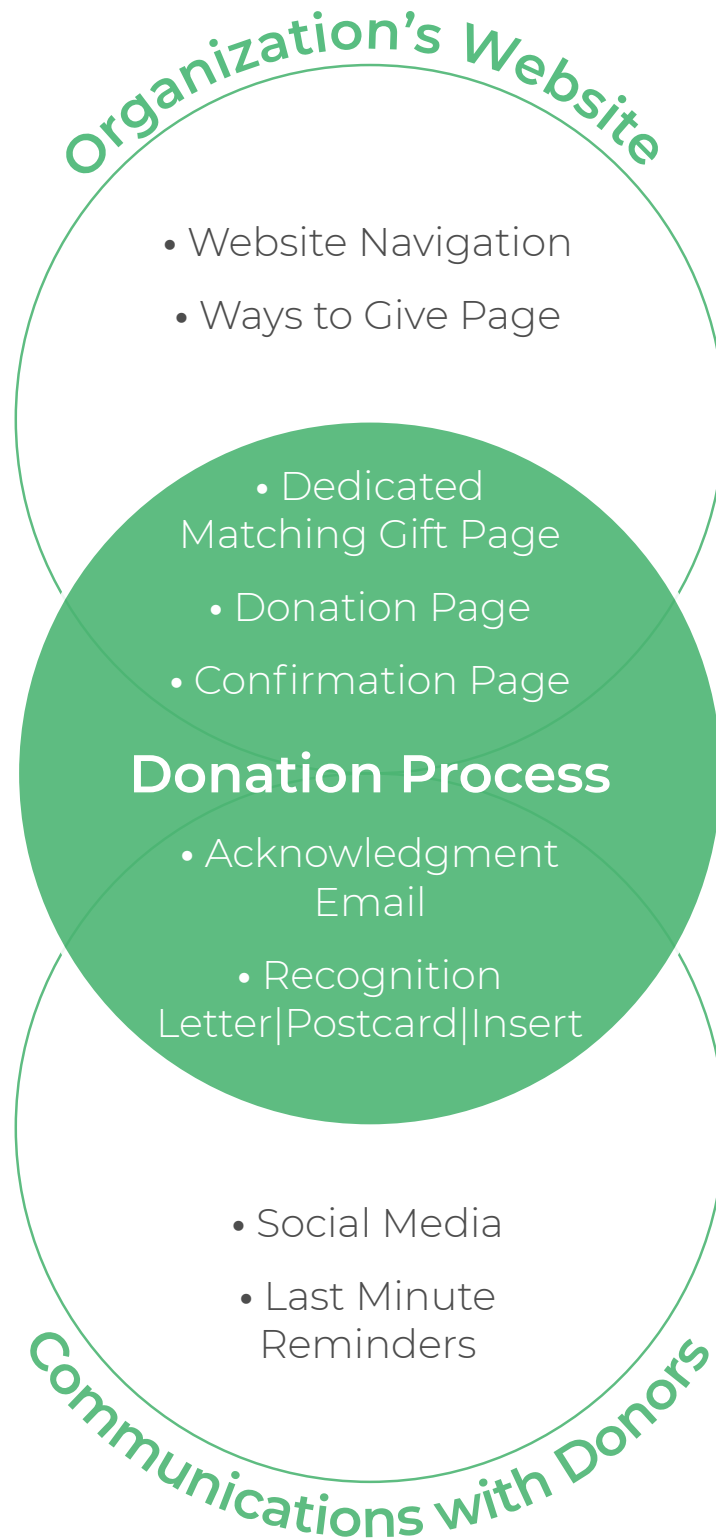 Organization’s Website
• Website Navigation
• Ways to Give Page
• Dedicated
Matching Gift Page
• Donation Page
• Confirmation Page
Donation Process
• Acknowledgment
Email
• Recognition
Letter|Postcard|Insert
• Social Media
• Last Minute
Reminders
Communications with Donors